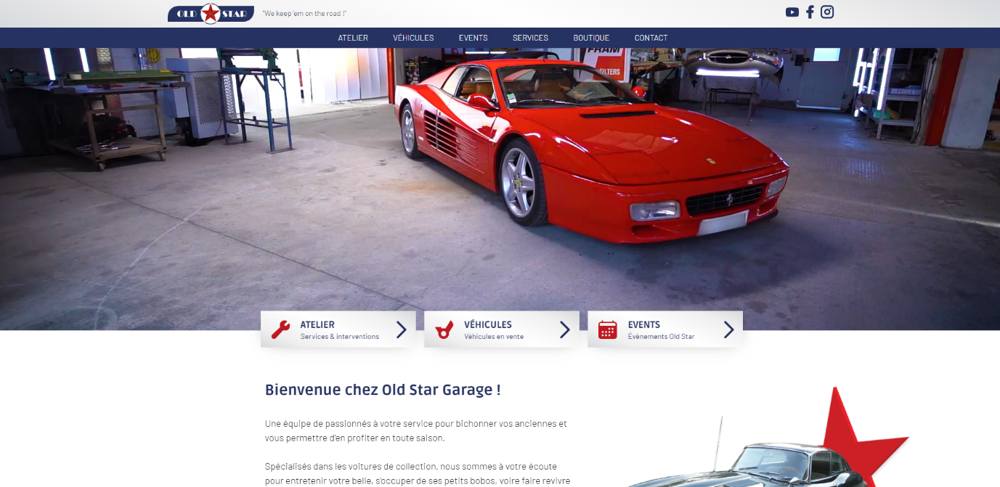 OLD STAR
"We keep 'em on the road !"
ATELIER VÉHICULES EVENTS SERVICES BOUTIQUE CONTACT
FRAM
FILTERS
ATELIER
Services & interventions
VÉHICULES
Véhicules en vente
EVENTS
Évènements Old Star
Bienvenue chez Old Star Garage !
Une équipe de passionnés à votre service pour bichonner vos anciennes et
vous permettre d'en profiter en toute saison.
Spécialisés dans les voitures de collection, nous sommes à votre écoute
pour entretenir votre belle, s'occuper de ses petits bobos, voire faire revivre